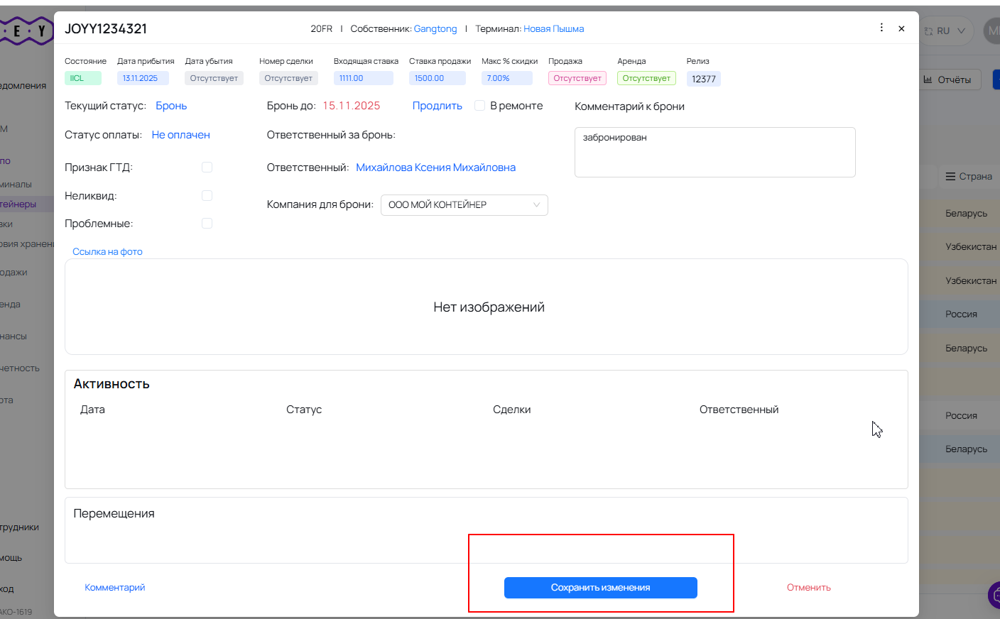 E Y
JOYY1234321
20FR | Собственник: Gangtong | Терминал: Новая Пышма
RU
Состояние Дата прибытия Дата убытия Номер сделки Входящая ставка Ставка продажи Макс % скидки Продажа Аренда Релиз
IICL 13.11.2025 Отсутствует Отсутствует 1111.00 1500.00 7.00% Отсутствует Отсутствует 12377
Отчёты
едомления
Текущий статус: Бронь
Бронь до: 15.11.2025 Продлить В ремонте
Комментарий к брони
М
Статус оплаты: Не оплачен
Ответственный за бронь:
забронирован
по
Признак ГТД:
Ответственный: Михайлова Ксения Михайловна
Страна
миналы
Неликвид:
тейнеры
Компания для брони: ООО МОЙ КОНТЕЙНЕР
Беларусь
вки
Проблемные:
овия хранени
Узбекистан
Ссылка на фото
одажи
Узбекистан
енда
Нет изображений
Россия
нансы
Беларусь
четность
Активность
ота
Дата Статус Сделки Ответственный
Россия
Беларусь
Перемещения
трудники
мощь
Комментарий
Сохранить изменения
Отменить
ход
АКО-1619